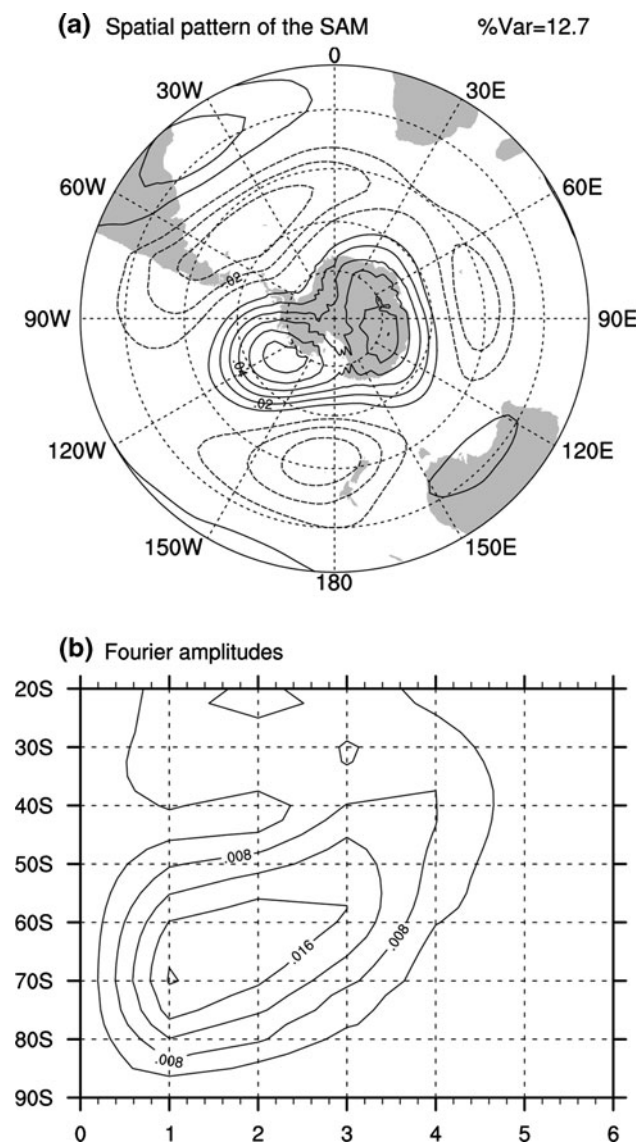 (a) Spatial pattern of the SAM %Var=12.7
0
30W 30E
60W 60E
.02
90W 90E
.04
.02
120W 120E
150W 150E
180
(b) Fourier amplitudes
20S
30S
40S
.008
50S
60S
.016 .008
70S
80S
.008
90S
0 1 2 3 4 5 6